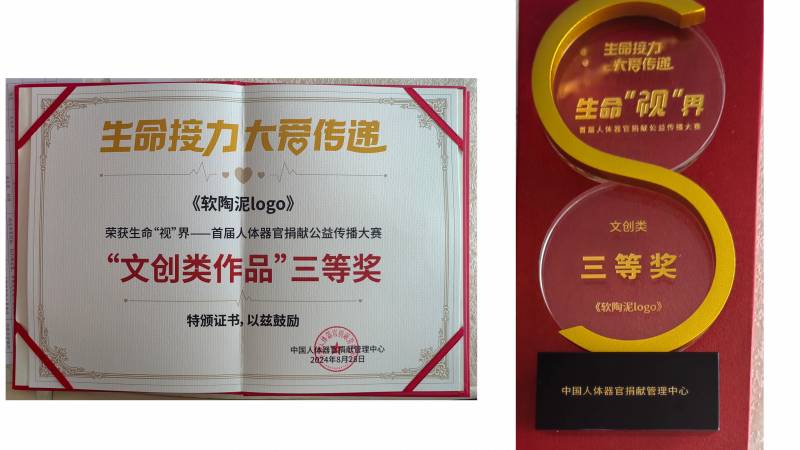 生命接力 大爱传递
《软陶泥logo》
荣获生命“视”界——首届人体器官捐献公益传播大赛
“文创类作品”三等奖
特颁证书，以兹鼓励
中国人体器官捐献管理中心
2024年8月28日
生命接力
大爱传递
生命“视”界
首届人体器官捐献公益传播大赛
文创类
三等奖
《软陶泥logo》
中国人体器官捐献管理中心